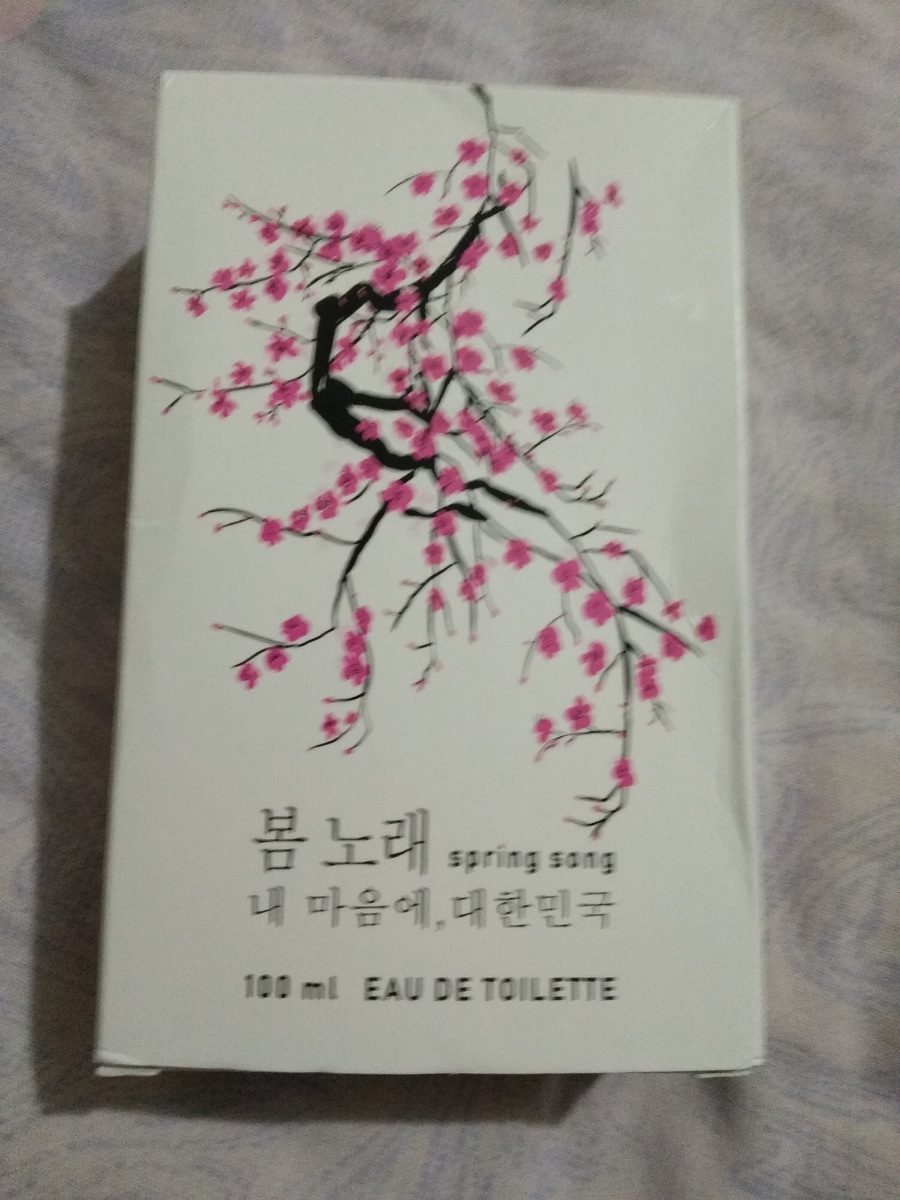 봄 노래 spring song
내 마음에, 대한민국
100 ml EAU DE TOILETTE